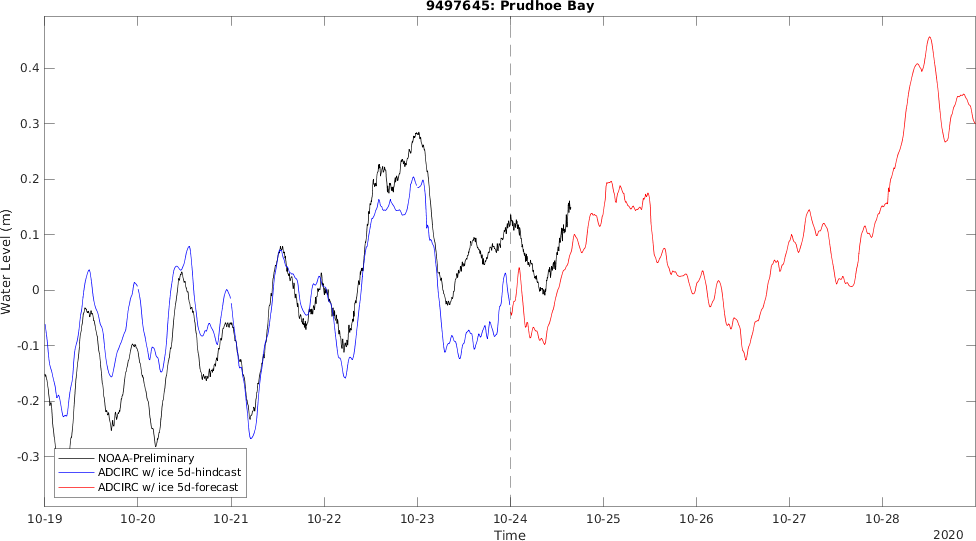 9497645: Prudhoe Bay
Water Level (m)
0.4
0.3
0.2
0.1
0
-0.1
-0.2
-0.3
NOAA-Preliminary
ADCIRC w/ ice 5d-hindcast
ADCIRC w/ ice 5d-forecast
10-19 10-20 10-21 10-22 10-23 10-24 10-25 10-26 10-27 10-28
Time
2020